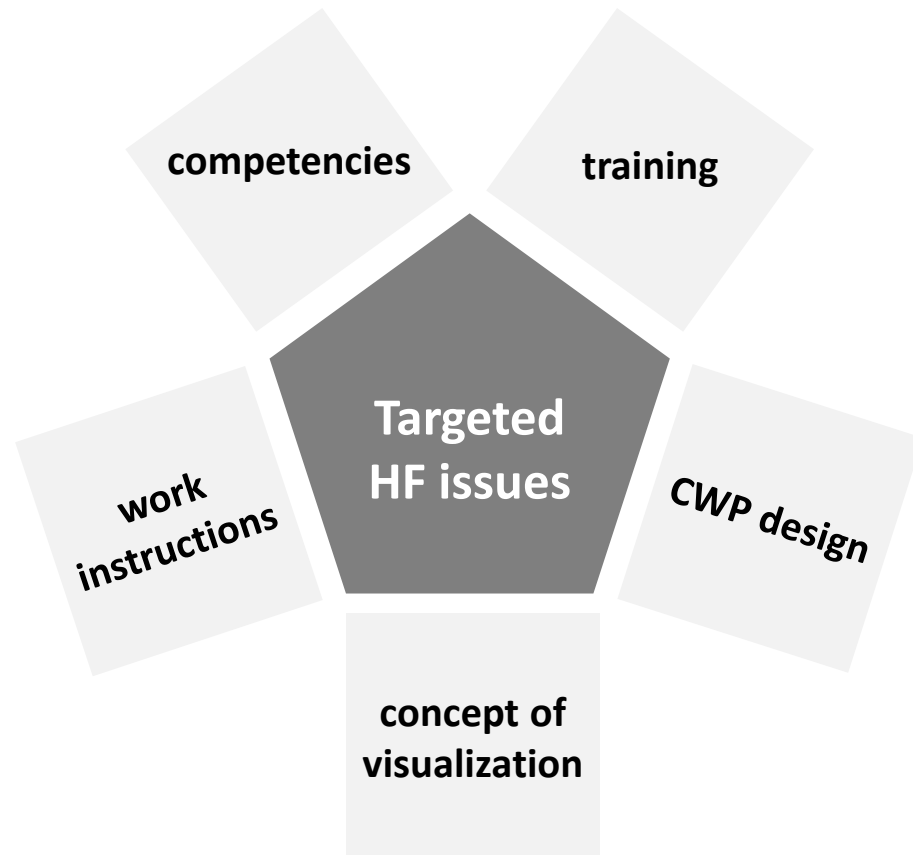 competencies
training
Targeted
HF issues
work
instructions
CWP design
concept of
visualization